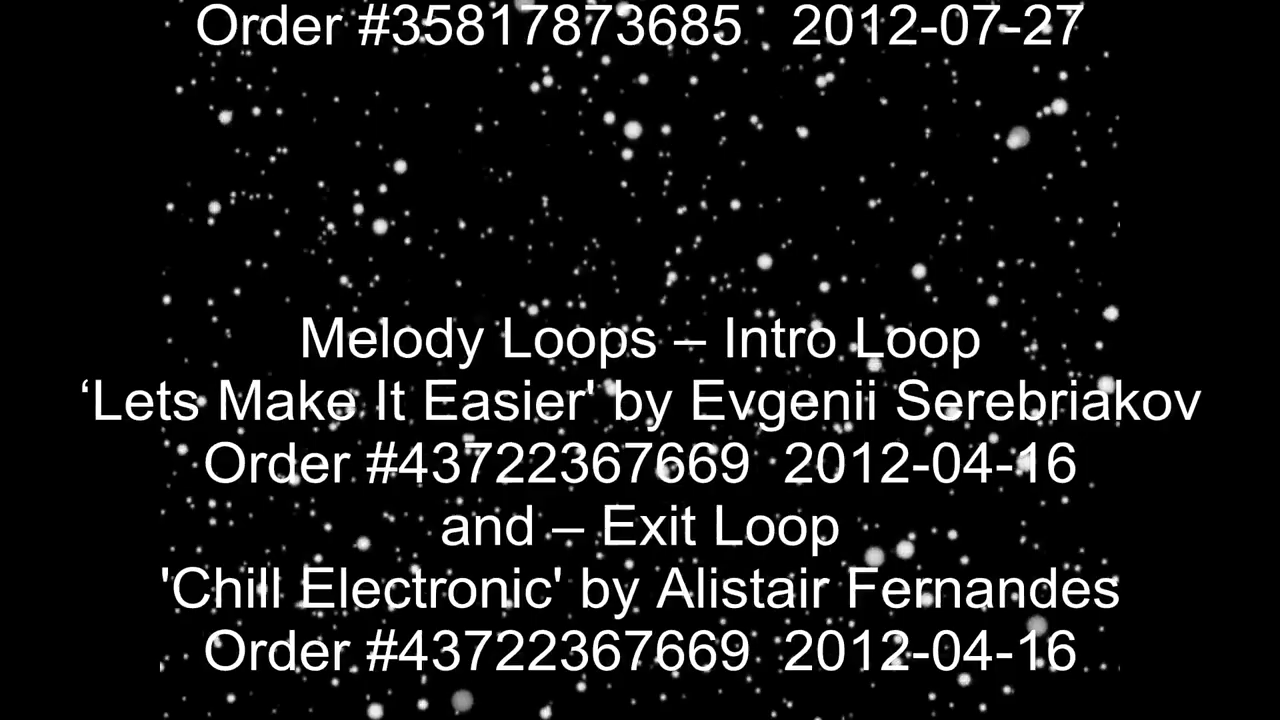 Order #35817873685 2012-07-27
Melody Loops – Intro Loop
‘Lets Make It Easier' by Evgenii Serebriakov
Order #43722367669 2012-04-16
and – Exit Loop
'Chill Electronic' by Alistair Fernandes
Order #43722367669 2012-04-16